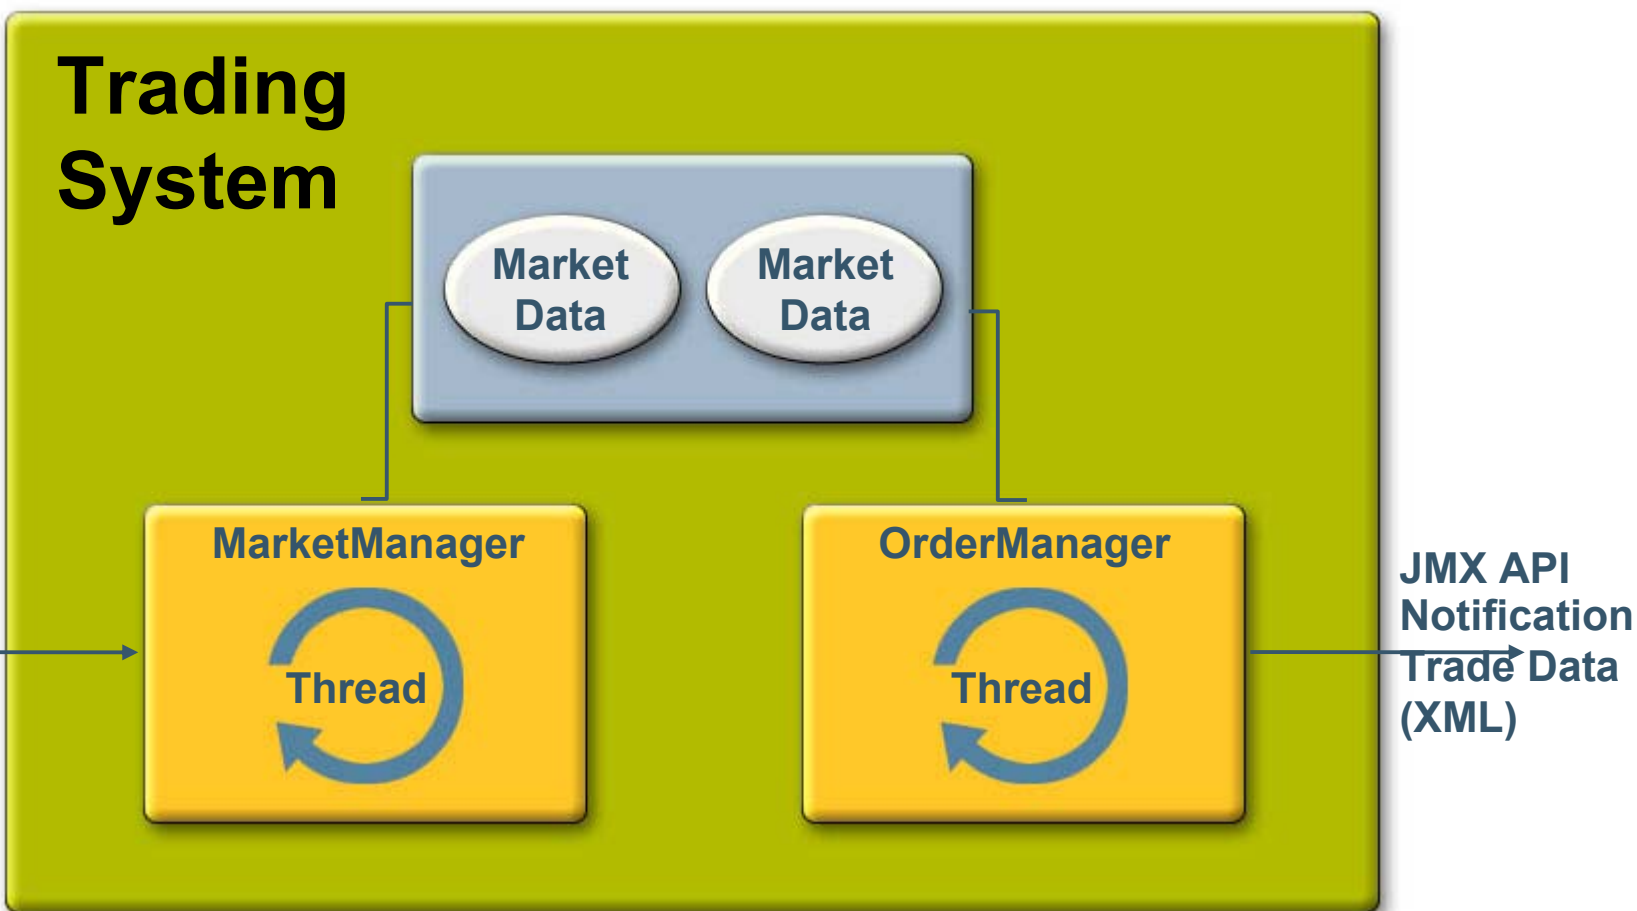 Trading
System
Market
Data
Market
Data
MarketManager
Thread
OrderManager
Thread
JMX API
Notification
Trade Data
(XML)